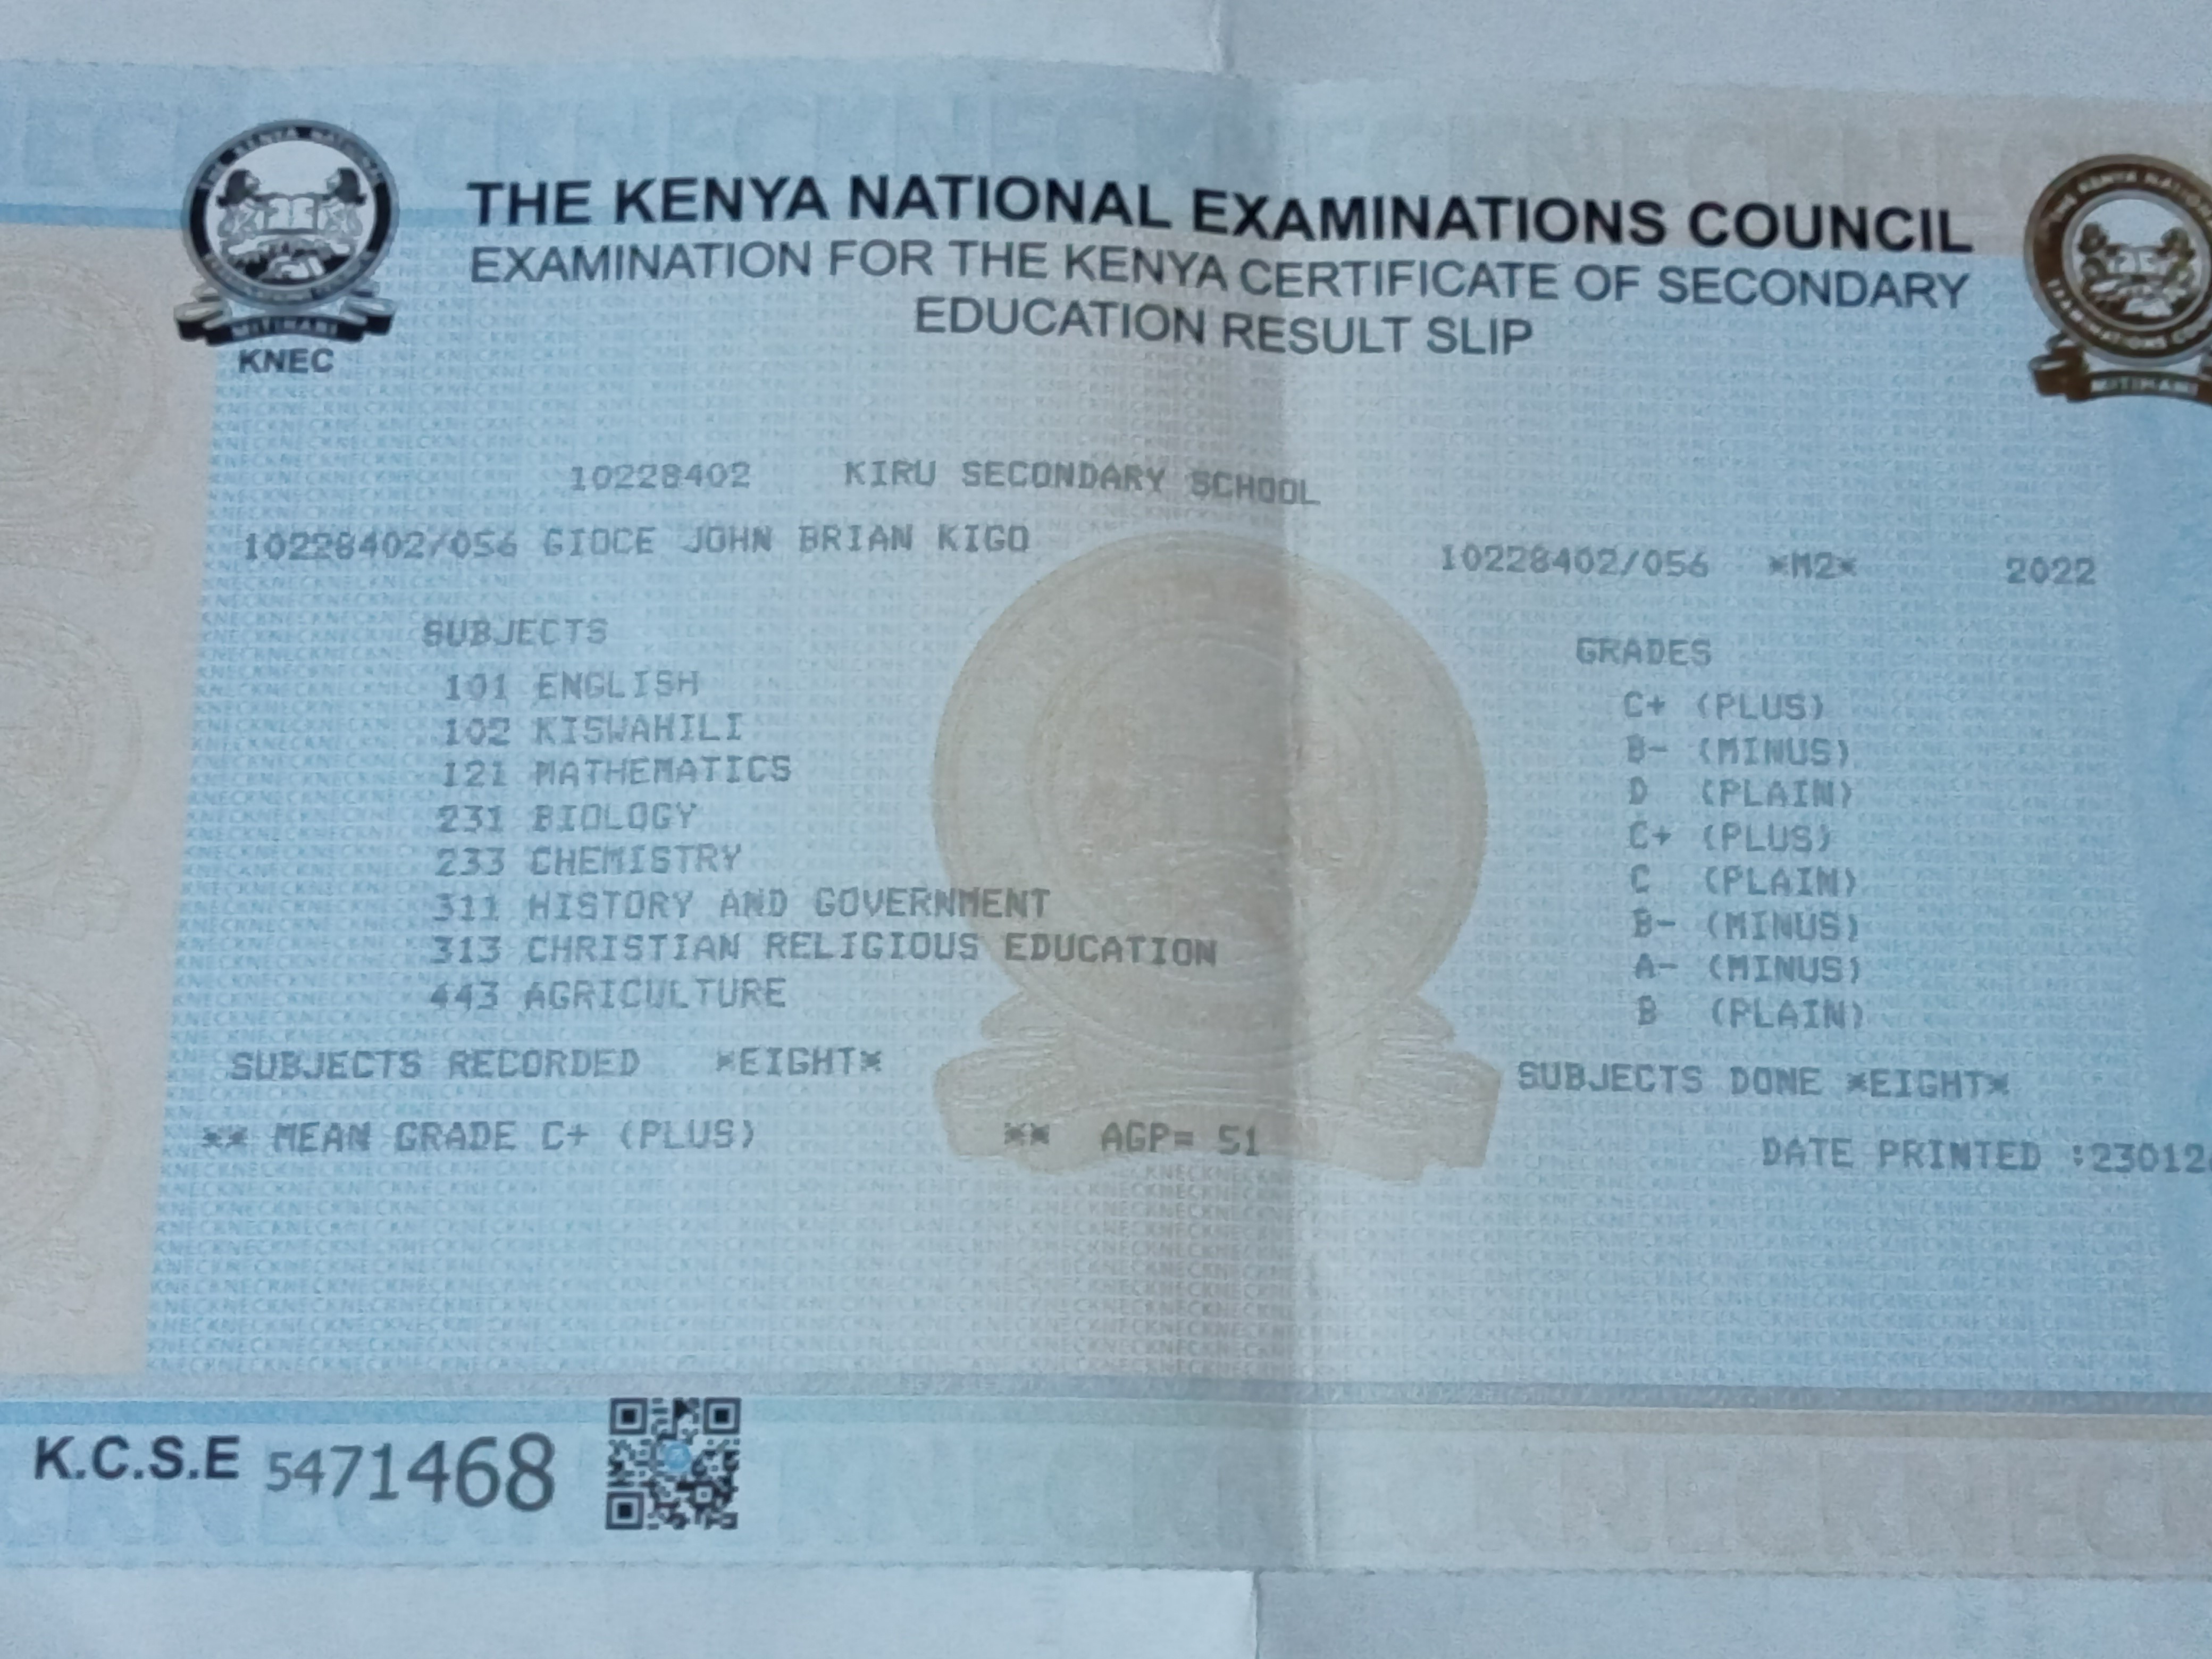 THE KENYA NATIONAL EXAMINATIONS COUNCIL
EXAMINATION FOR THE KENYA CERTIFICATE OF SECONDARY
EDUCATION RESULT SLIP
MITIHANI
KNEC
MITIHANI
10228402 KIRU SECONDARY SCHOOL
10228402/056 GIOCE JOHN BRIAN KIGO 10228402/056 *M2* 2022
SUBJECTS GRADES
101 ENGLISH C+ (PLUS)
102 KISWAHILI B- (MINUS)
121 MATHEMATICS D (PLAIN)
231 BIOLOGY C+ (PLUS)
233 CHEMISTRY C (PLAIN)
311 HISTORY AND GOVERNMENT B- (MINUS)
313 CHRISTIAN RELIGIOUS EDUCATION A- (MINUS)
443 AGRICULTURE B (PLAIN)
SUBJECTS RECORDED *EIGHT* SUBJECTS DONE *EIGHT*
** MEAN GRADE C+ (PLUS) ** AGP= 51 DATE PRINTED :23012
K.C.S.E 5471468